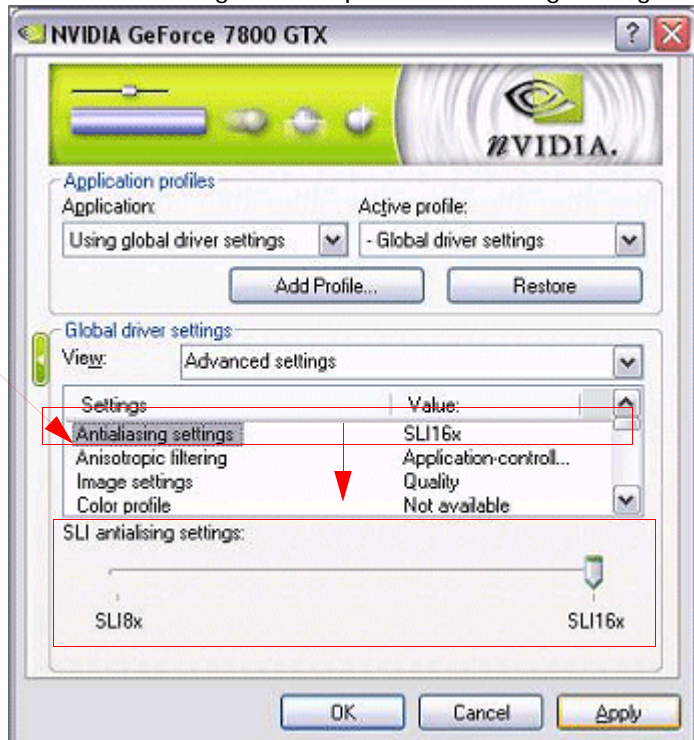 NVIDIA GeForce 7800 GTX
NVIDIA.
Application profiles
Application:
Active profile:
Using global driver settings
- Global driver settings
Add Profile...
Restore
Global driver settings
View:
Advanced settings
Settings
Value:
Antialiasing settings
SLI16x
Anisotropic filtering
Application-controll...
Image settings
Quality
Color profile
Not available
SLI antialising settings:
SLI8x
SLI16x
OK
Cancel
Apply